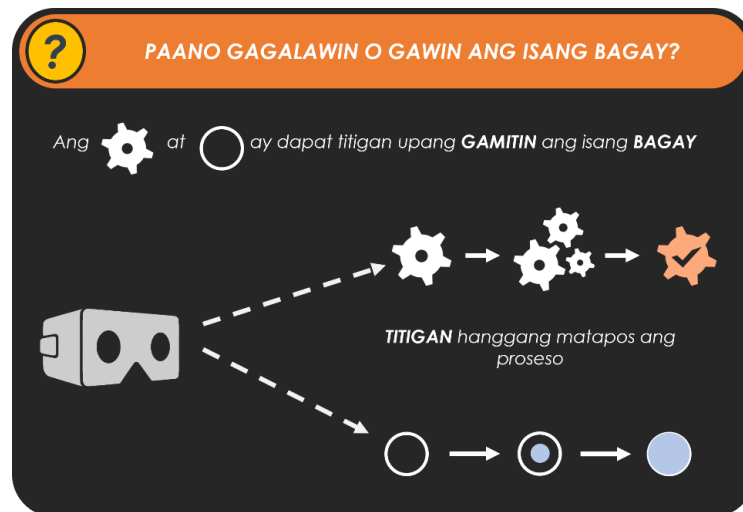 ?
PAANO GAGALAWIN O GAWIN ANG ISANG BAGAY?
Ang at ay dapat titigan upang GAMITIN ang isang BAGAY
TITIGAN hanggang matapos ang
proseso